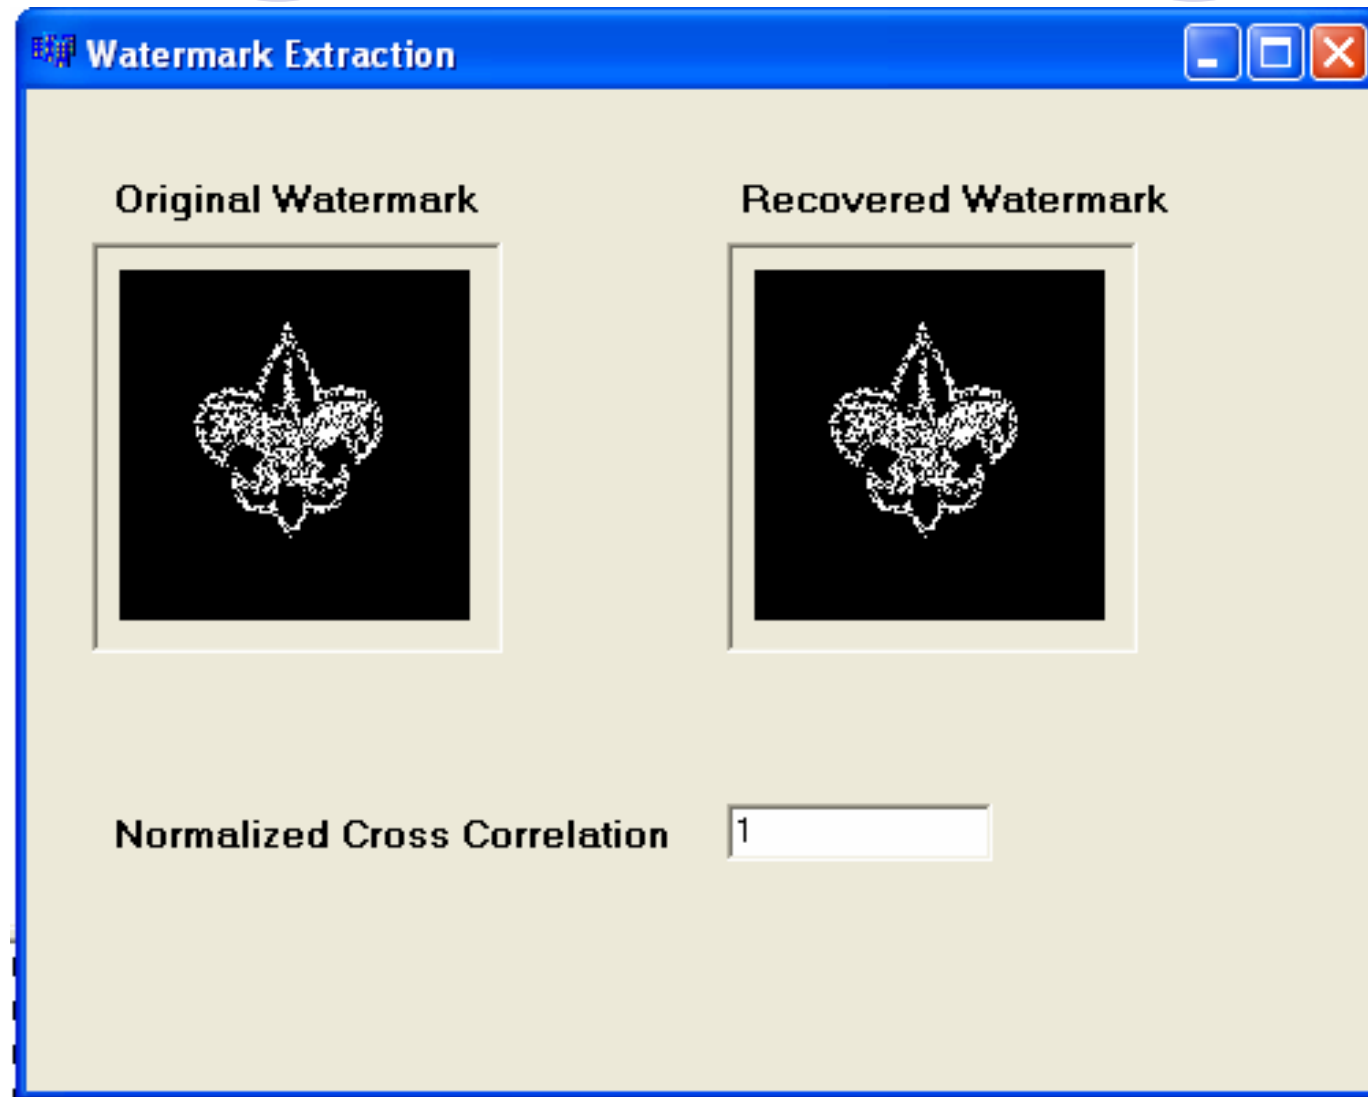 Watermark Extraction
Original Watermark
Recovered Watermark
Normalized Cross Correlation
1